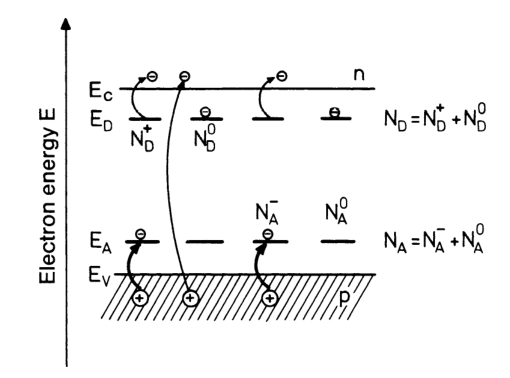 Electron energy E
n
E_C
E_D
N_D^+
N_D^0
N_D = N_D^+ + N_D^0
N_A^-
N_A^0
E_A
N_A = N_A^- + N_A^0
E_V
p